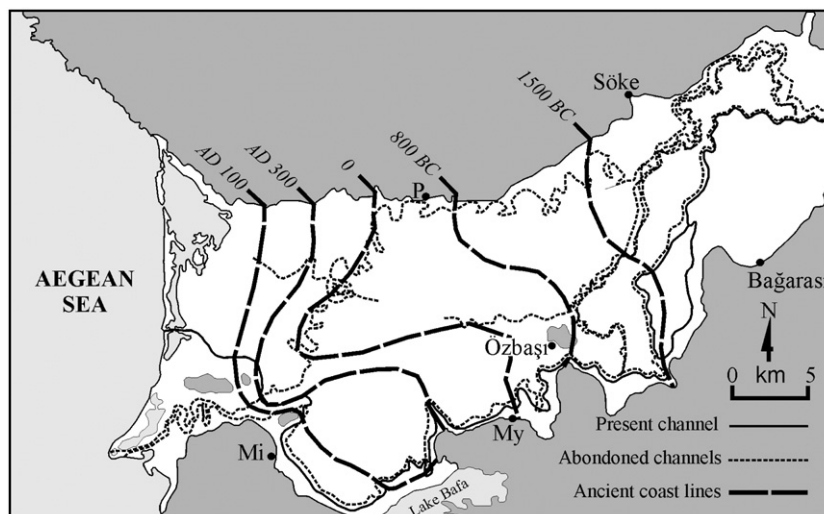 Söke
1500 BC
800 BC
0
AD 300
AD 100
P
AEGEAN
SEA
Bağarası
N
Özbaşı
0 km 5
My
Mi
Lake Bafa
Present channel
Abondoned channels
Ancient coast lines